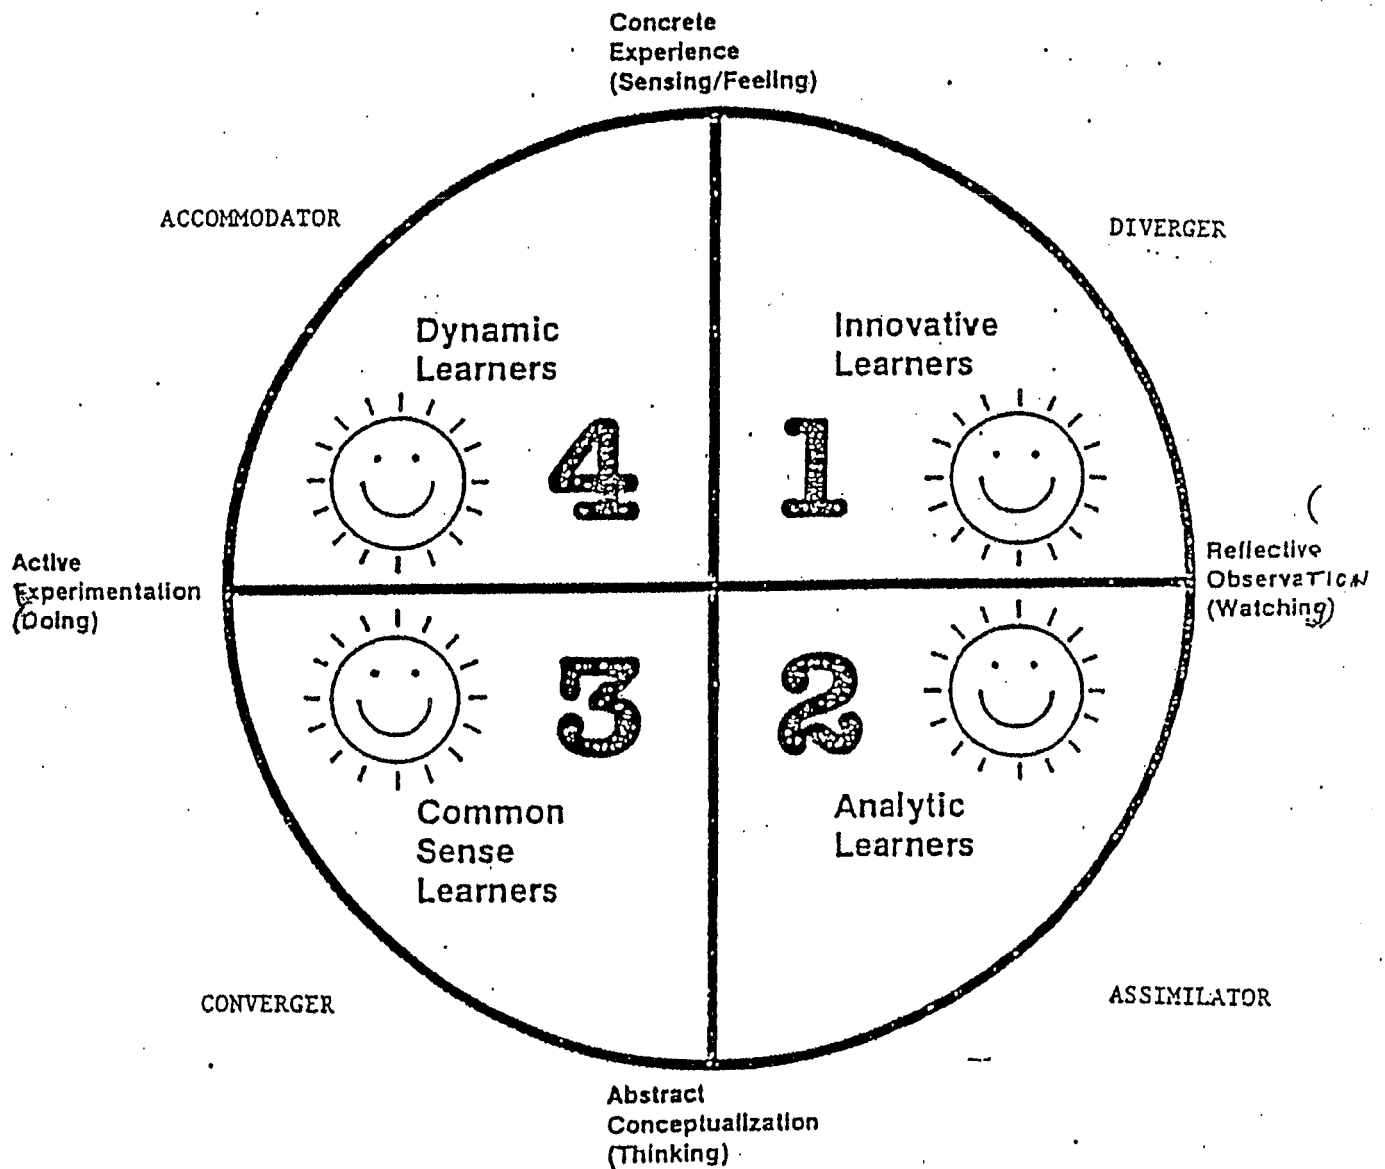 Concrete
Experience
(Sensing/Feeling)
ACCOMMODATOR
DIVERGER
Dynamic
Learners
Innovative
Learners
4
1
Active
Experimentation
(Doing)
Reflective
Observation
(Watching)
3
2
Common
Sense
Learners
Analytic
Learners
CONVERGER
ASSIMILATOR
Abstract
Conceptualization
(Thinking)